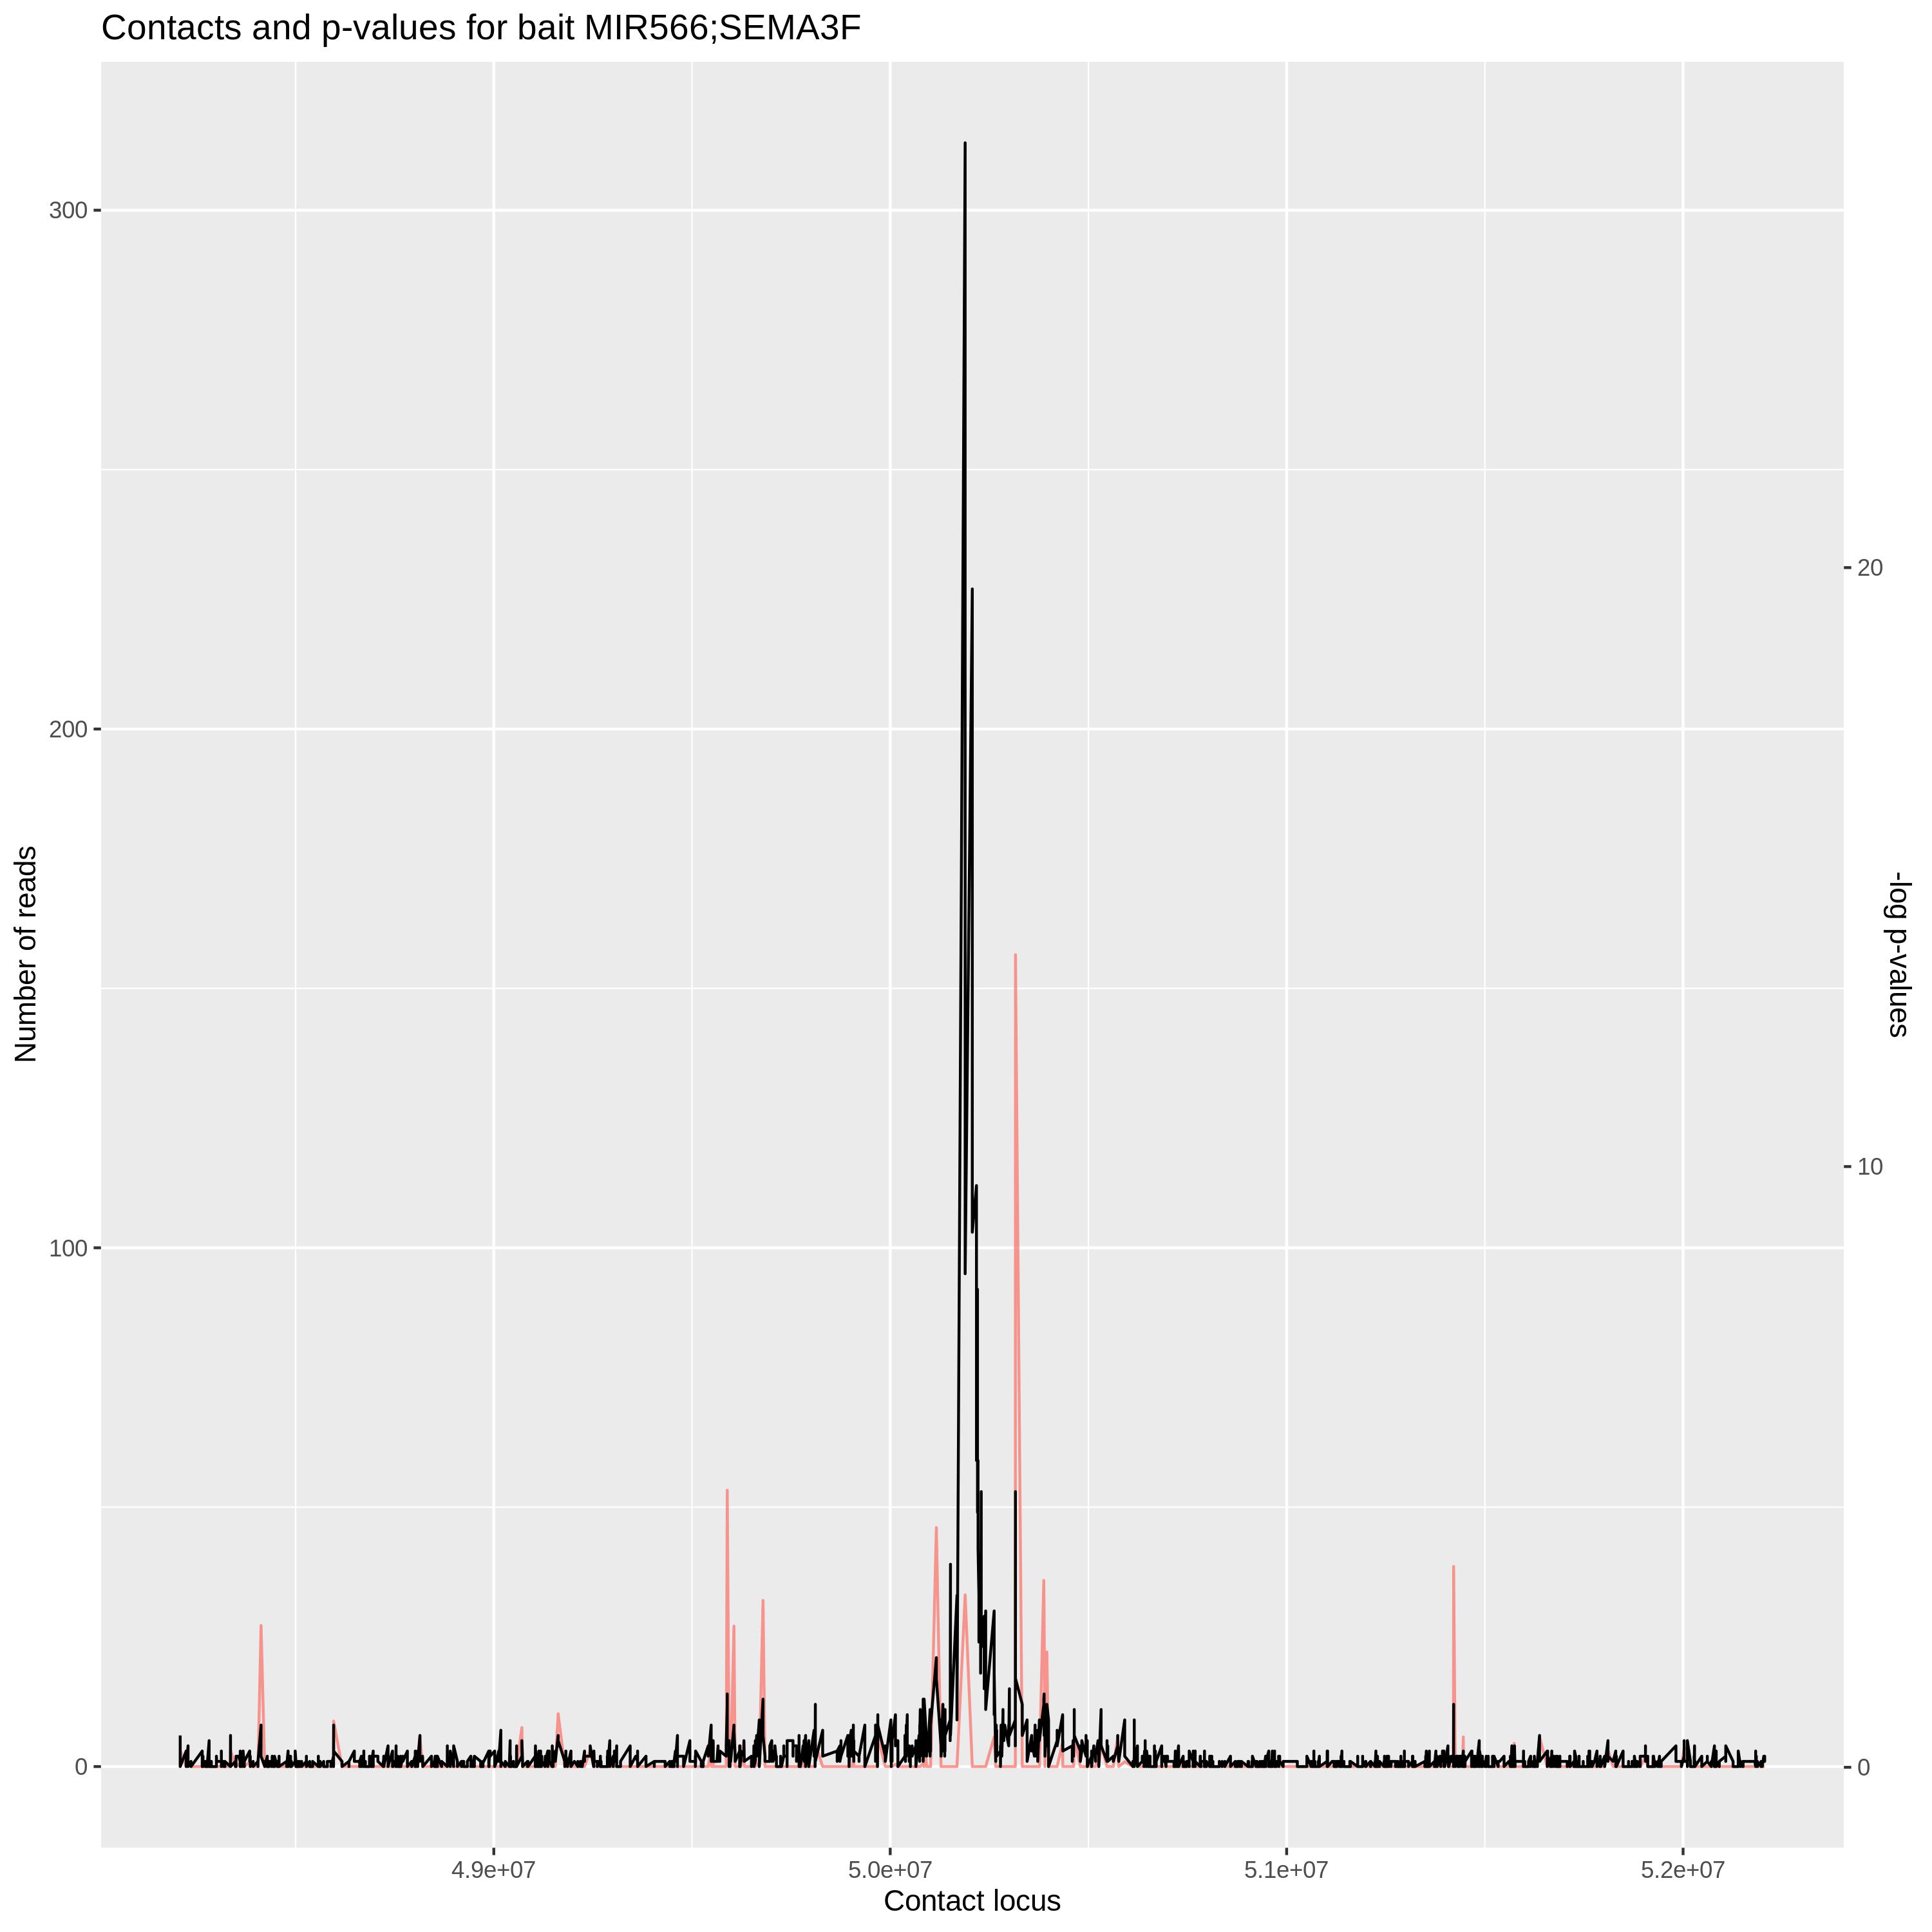 Contacts and p-values for bait MIR566;SEMA3F
Number of reads
300
200
100
0
20
10
0
-log p-values
4.9e+07
5.0e+07
5.1e+07
5.2e+07
Contact locus